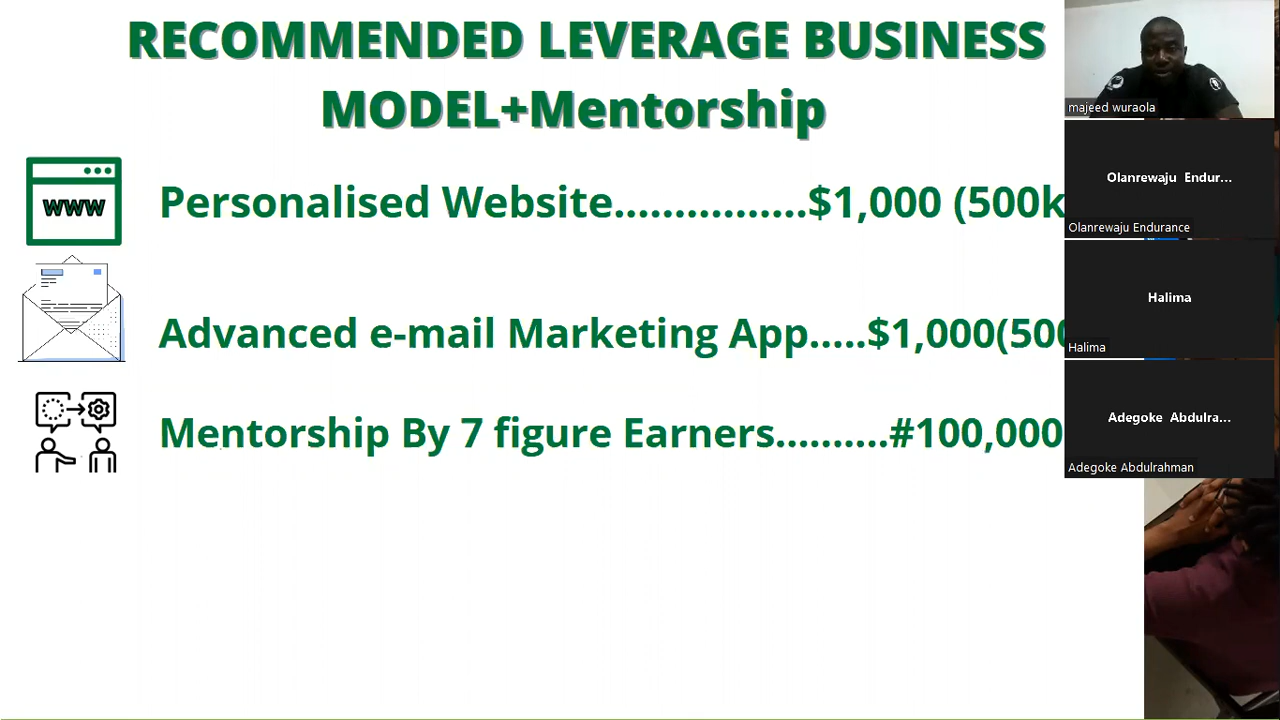 RECOMMENDED LEVERAGE BUSINESS
MODEL+Mentorship
WWW
Personalised Website................$1,000 (500k
Advanced e-mail Marketing App.....$1,000(500
Mentorship By 7 figure Earners..........#100,000
majeed wuraola
Olanrewaju Endur...
Olanrewaju Endurance
Halima
Halima
Adegoke Abdulra...
Adegoke Abdulrahman